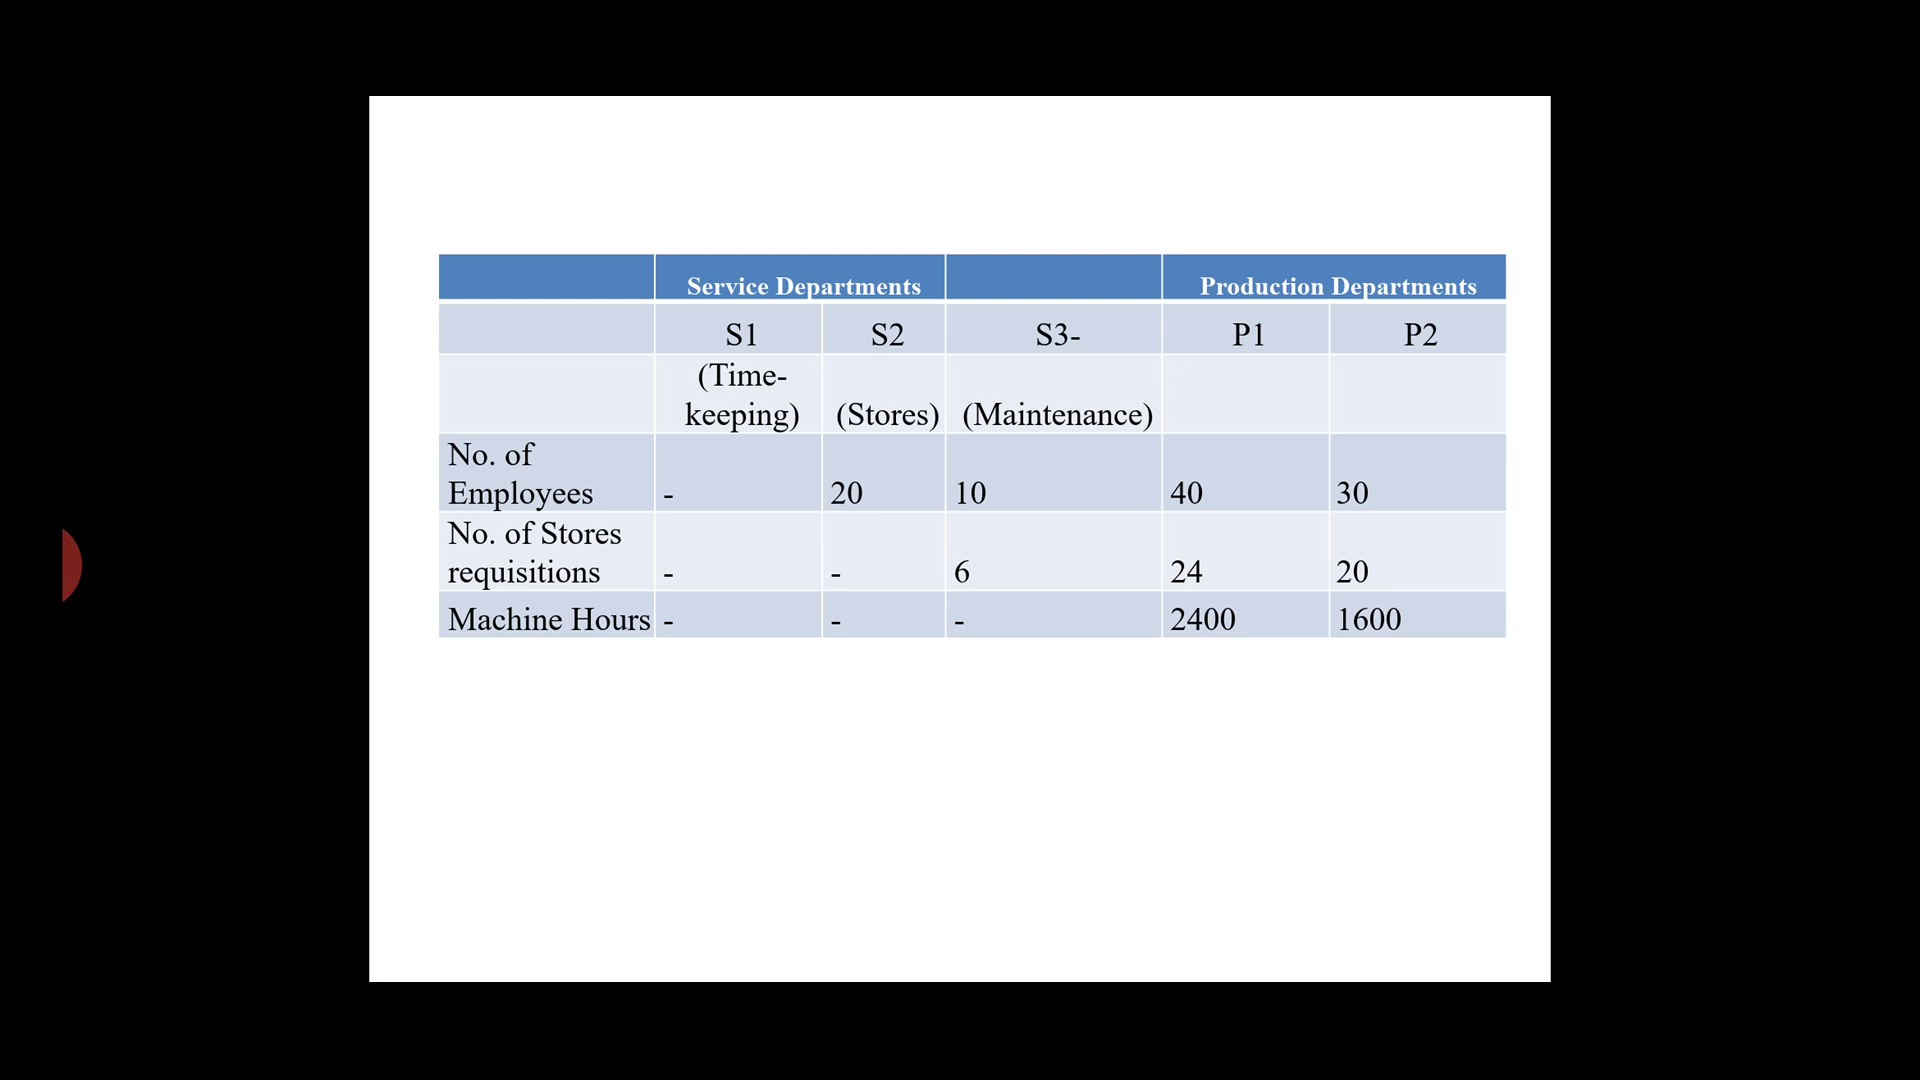 Service Departments Production Departments
S1 S2 S3- P1 P2
(Time-
keeping) (Stores) (Maintenance)
No. of
Employees - 20 10 40 30
No. of Stores
requisitions - - 6 24 20
Machine Hours - - - 2400 1600